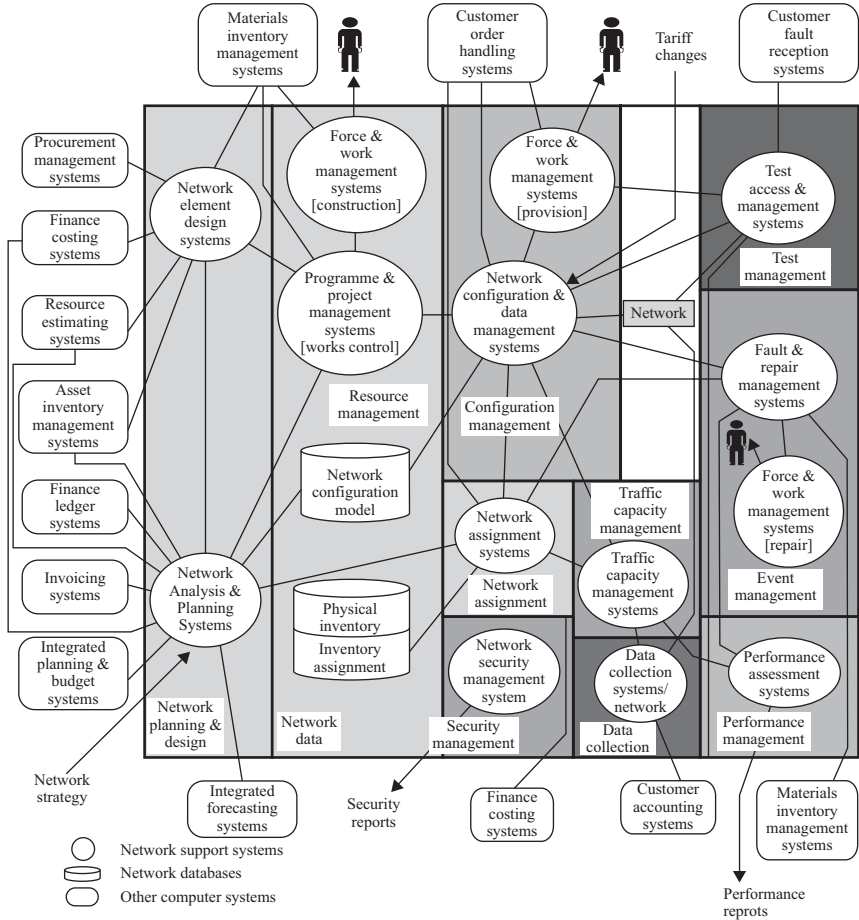 Materials
inventory
management
systems
Customer
order
handling
systems
Tariff
changes
Customer
fault
reception
systems
Procurement
management
systems
Finance
costing
systems
Resource
estimating
systems
Asset
inventory
management
systems
Finance
ledger
systems
Invoicing
systems
Integrated
planning &
budget
systems
Network
strategy
Network
element
design
systems
Force &
work
management
systems
[construction]
Programme &
project
management
systems
[works control]
Resource
management
Network
configuration
model
Physical
inventory
Inventory
assignment
Network
Analysis &
Planning
Systems
Network
planning &
design
Network
data
Force &
work
management
systems
[provision]
Network
configuration &
data
management
systems
Configuration
management
Network
Test
access &
management
systems
Test
management
Fault &
repair
management
systems
Force &
work
management
systems
[repair]
Event
management
Network
assignment
systems
Network
assignment
Traffic
capacity
management
Traffic
capacity
management
systems
Network
security
management
system
Security
management
Data
collection
systems/
network
Data
collection
Performance
assessment
systems
Performance
management
Integrated
forecasting
systems
Security
reports
Finance
costing
systems
Customer
accounting
systems
Materials
inventory
management
systems
Performance
reprots
Network support systems
Network databases
Other computer systems